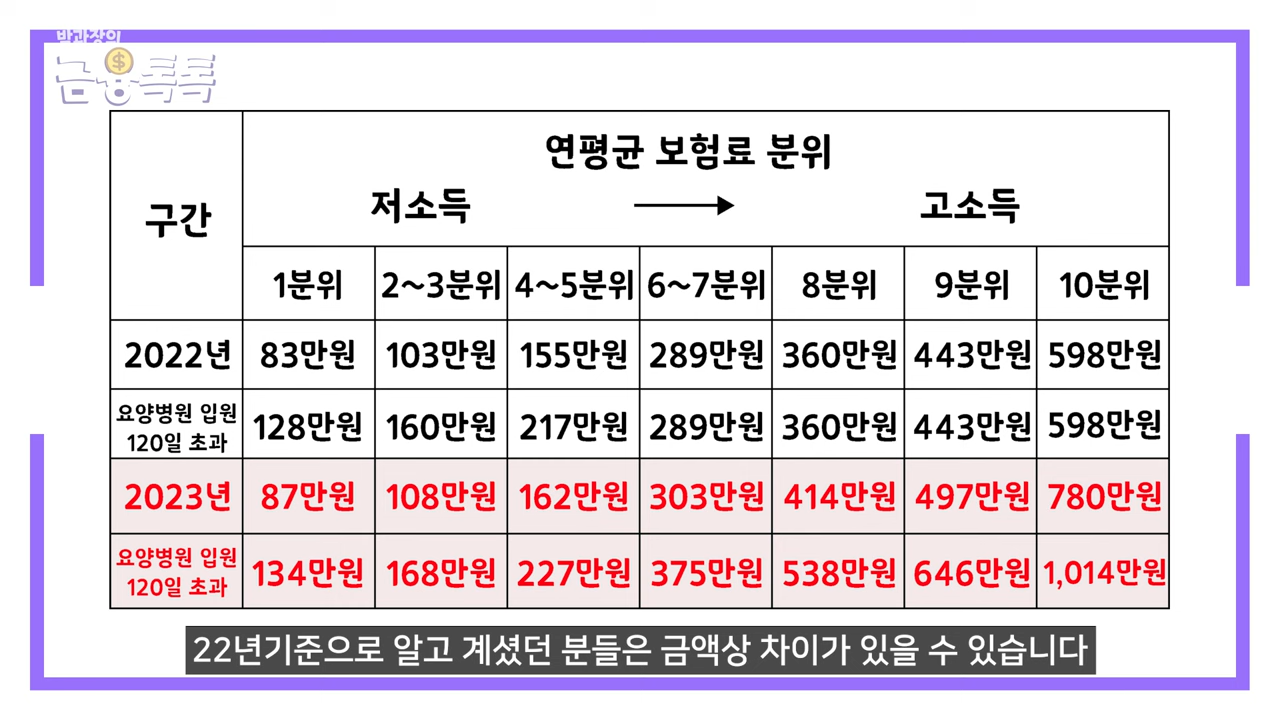 박과장의
금융톡톡
구간
연평균 보험료 분위
저소득 → 고소득
1분위 2~3분위 4~5분위 6~7분위 8분위 9분위 10분위
2022년 83만원 103만원 155만원 289만원 360만원 443만원 598만원
요양병원 입원
120일 초과 128만원 160만원 217만원 289만원 360만원 443만원 598만원
2023년 87만원 108만원 162만원 303만원 414만원 497만원 780만원
요양병원 입원
120일 초과 134만원 168만원 227만원 375만원 538만원 646만원 1,014만원
22년기준으로 알고 계셨던 분들은 금액상 차이가 있을 수 있습니다